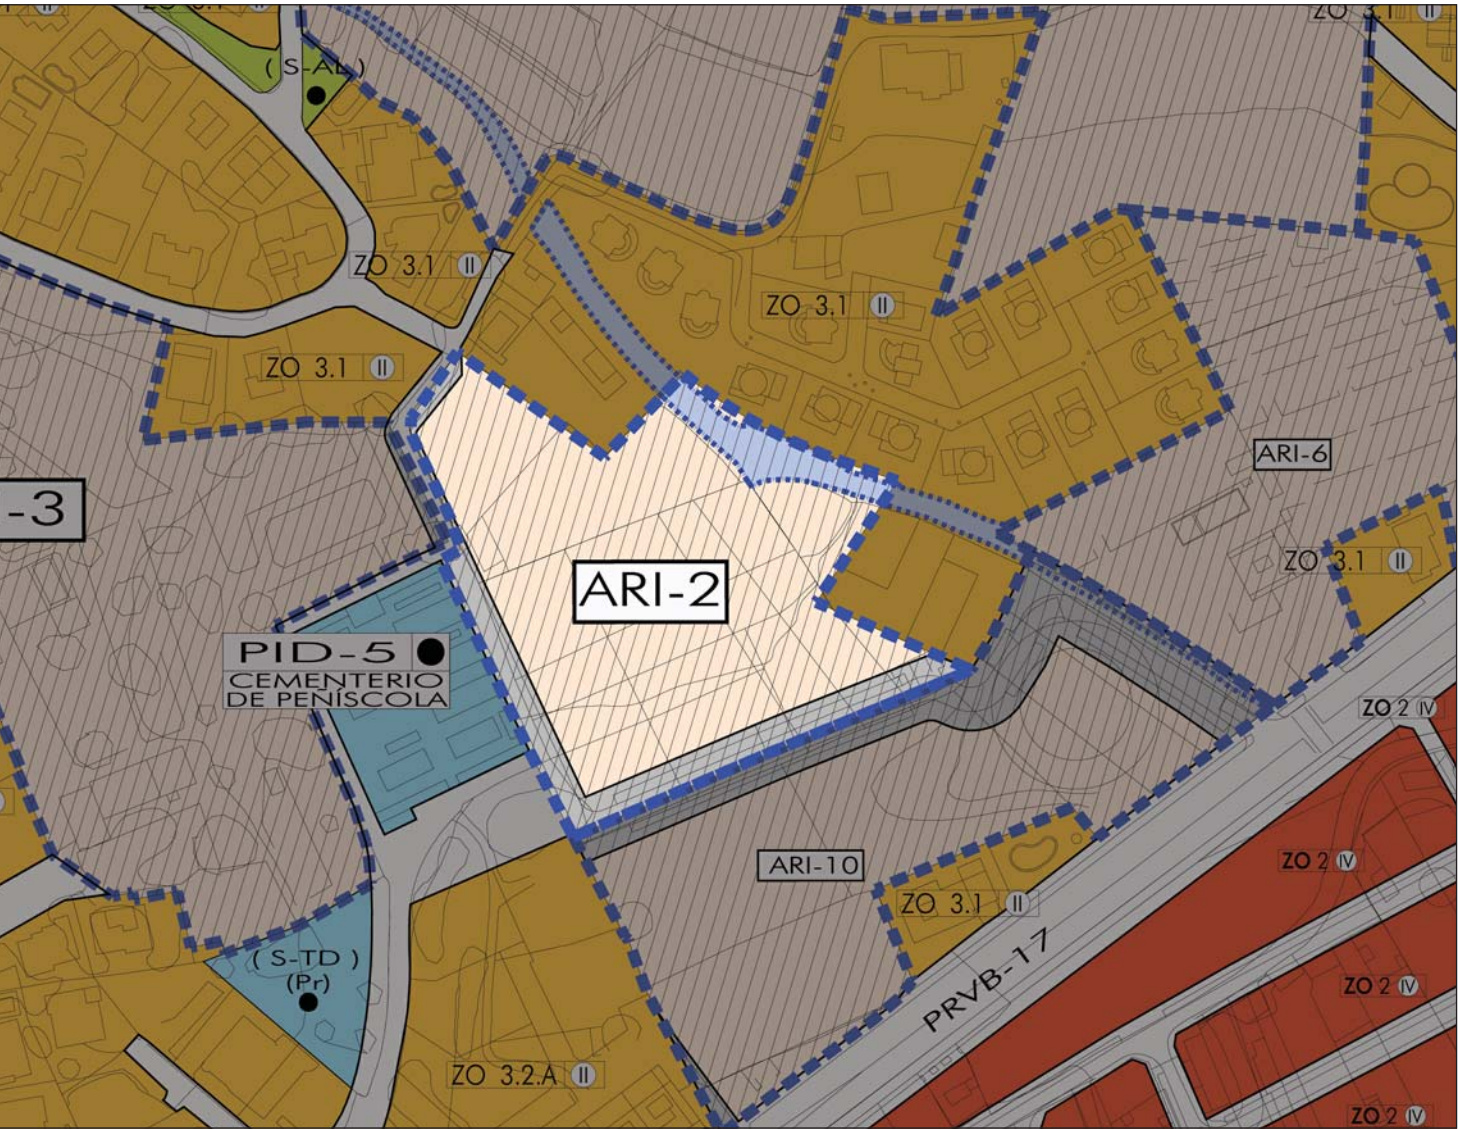 ZO 3.1 II
ZO 3.1 II
( S-AL )
ZO 3.1 II
ZO 3.1 II
ZO 3.1 II
ARI-6
-3
ZO 3.1 II
ARI-2
PID-5
CEMENTERIO
DE PEÑÍSCOLA
ZO 2 IV
ARI-10
ZO 2 IV
ZO 3.1 II
( S-TD )
(Pr)
PRVB-17
ZO 2 IV
ZO 3.2.A II
ZO 2 IV